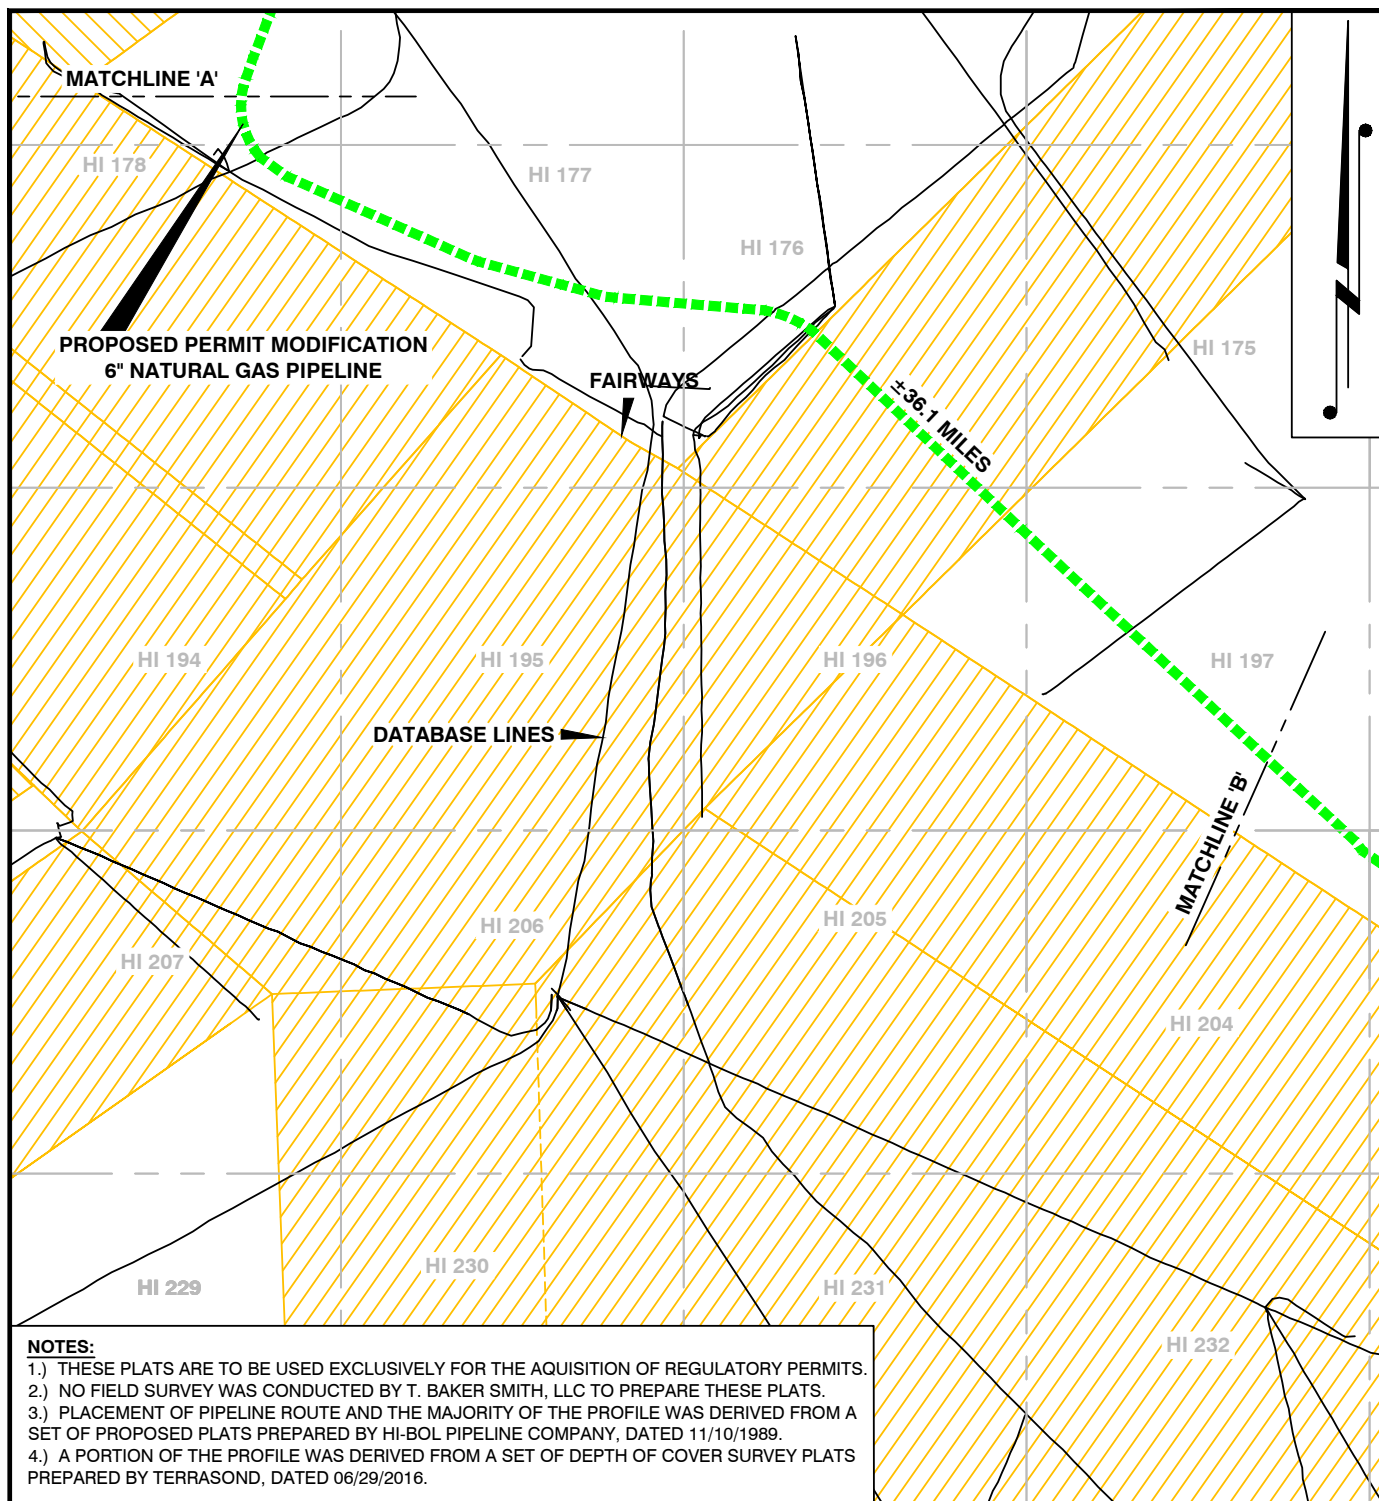 MATCHLINE 'A'
HI 178
HI 177
HI 176
HI 175
PROPOSED PERMIT MODIFICATION
6" NATURAL GAS PIPELINE
FAIRWAYS
±36.1 MILES
HI 194
HI 195
HI 196
HI 197
DATABASE LINES
MATCHLINE 'B'
HI 207
HI 206
HI 205
HI 204
HI 229
HI 230
HI 231
HI 232
NOTES:
1.) THESE PLATS ARE TO BE USED EXCLUSIVELY FOR THE AQUISITION OF REGULATORY PERMITS.
2.) NO FIELD SURVEY WAS CONDUCTED BY T. BAKER SMITH, LLC TO PREPARE THESE PLATS.
3.) PLACEMENT OF PIPELINE ROUTE AND THE MAJORITY OF THE PROFILE WAS DERIVED FROM A
SET OF PROPOSED PLATS PREPARED BY HI-BOL PIPELINE COMPANY, DATED 11/10/1989.
4.) A PORTION OF THE PROFILE WAS DERIVED FROM A SET OF DEPTH OF COVER SURVEY PLATS
PREPARED BY TERRASOND, DATED 06/29/2016.